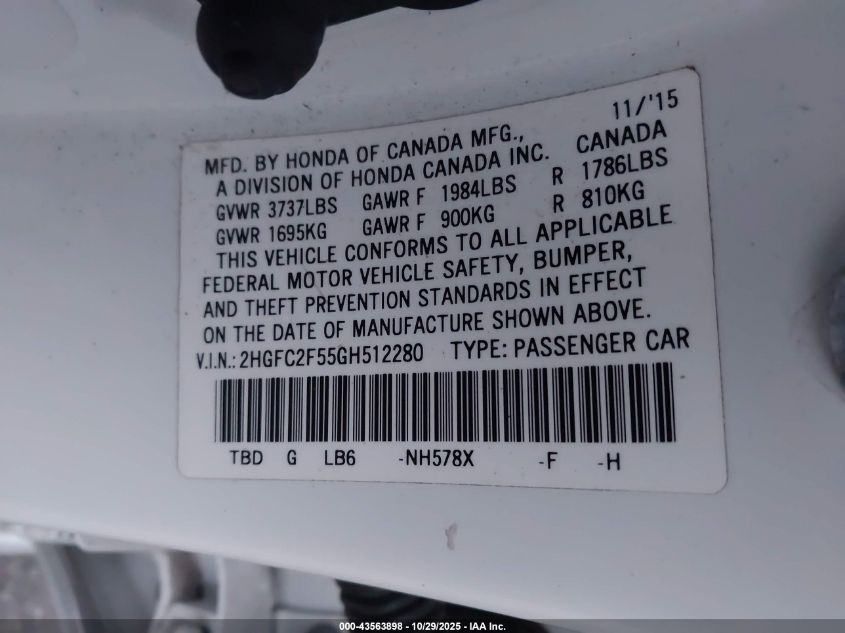 11/'15
MFD. BY HONDA OF CANADA MFG.,
A DIVISION OF HONDA CANADA INC. CANADA
GVWR 3737LBS GAWR F 1984LBS R 1786LBS
GVWR 1695KG GAWR F 900KG R 810KG
THIS VEHICLE CONFORMS TO ALL APPLICABLE
FEDERAL MOTOR VEHICLE SAFETY, BUMPER,
AND THEFT PREVENTION STANDARDS IN EFFECT
ON THE DATE OF MANUFACTURE SHOWN ABOVE.
V.I.N.: 2HGFC2F55GH512280 TYPE: PASSENGER CAR
TBD G LB6 -NH578X -F -H
000-43563898 - 10/29/2025 - IAA Inc.